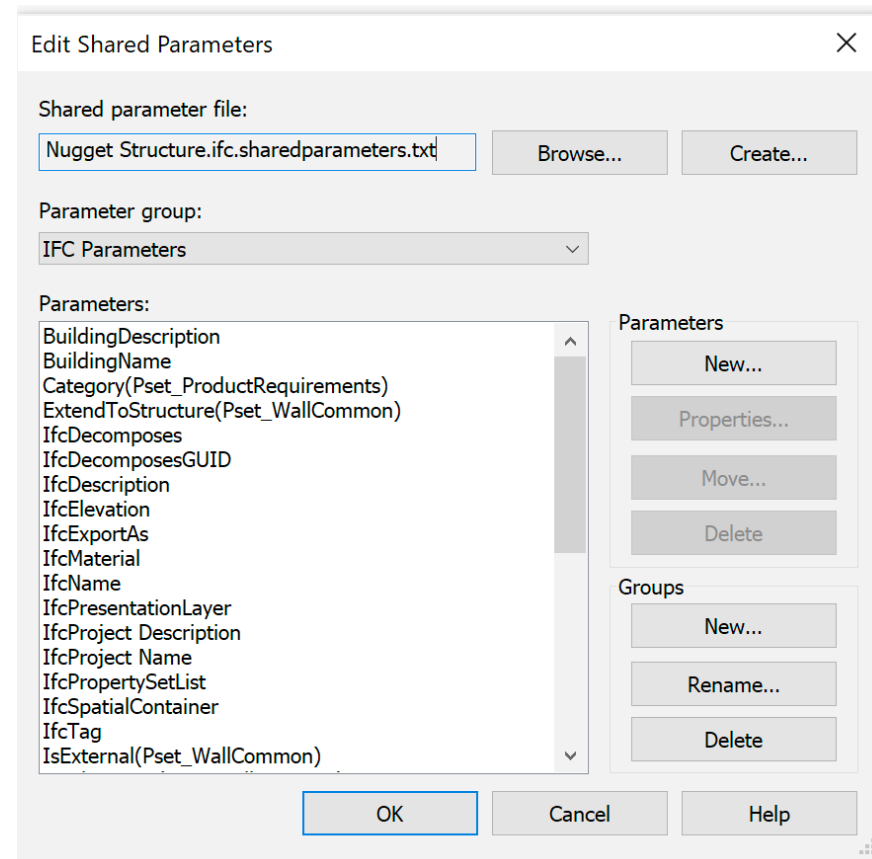 Edit Shared Parameters
Shared parameter file:
Nugget Structure.ifc.sharedparameters.txt
Browse...
Create...
Parameter group:
IFC Parameters
Parameters:
BuildingDescription
BuildingName
Category(Pset_ProductRequirements)
ExtendToStructure(Pset_WallCommon)
IfcDecomposes
IfcDecomposesGUID
IfcDescription
IfcElevation
IfcExportAs
IfcMaterial
IfcName
IfcPresentationLayer
IfcProject Description
IfcProject Name
IfcPropertySetList
IfcSpatialContainer
IfcTag
IsExternal(Pset_WallCommon)
Parameters
New...
Properties...
Move...
Delete
Groups
New...
Rename...
Delete
OK
Cancel
Help